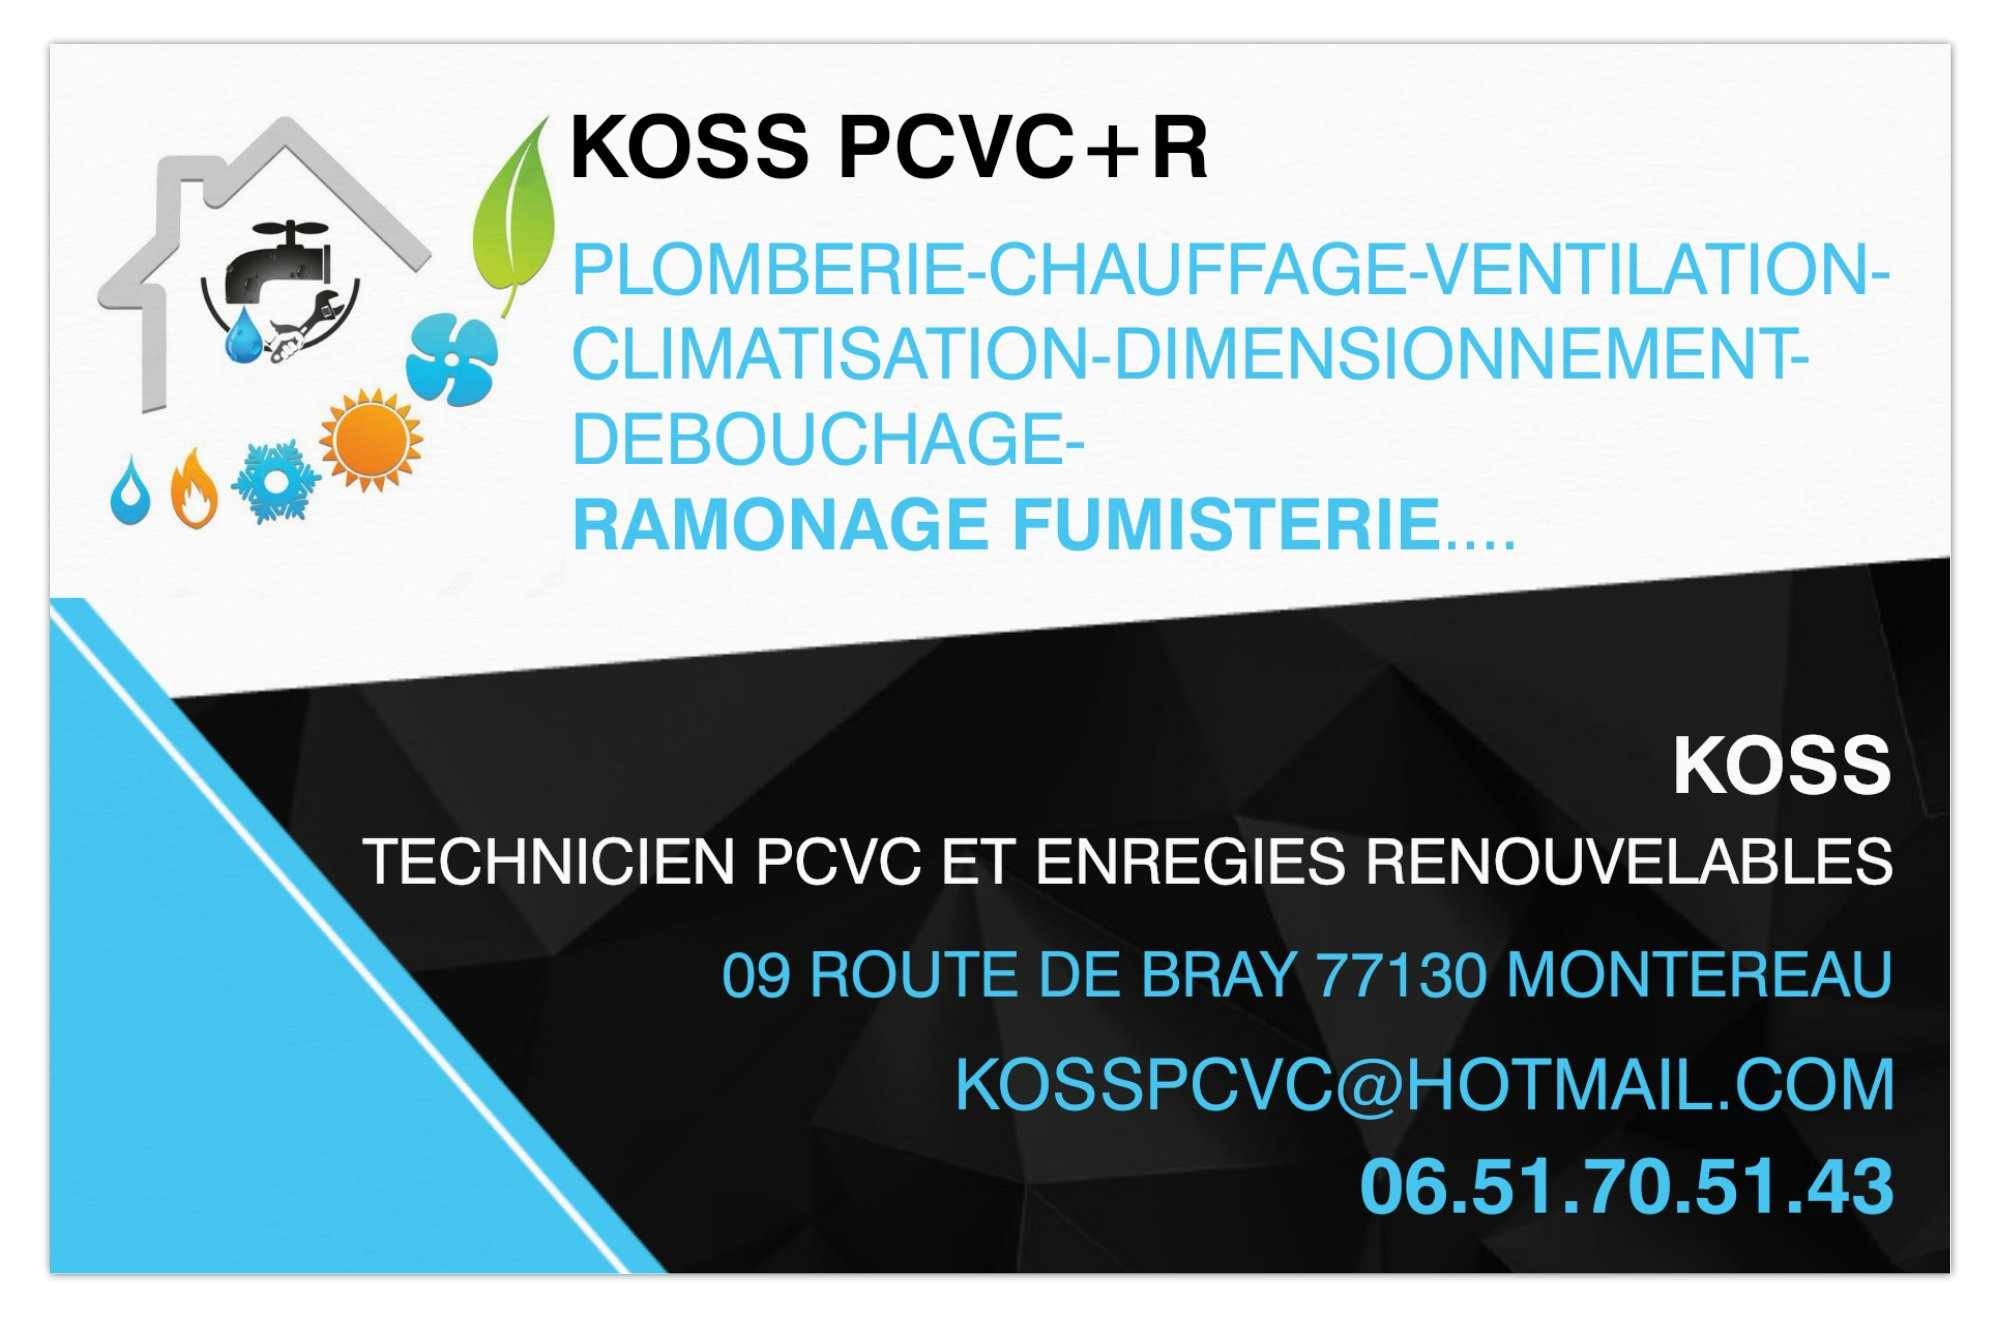 KOSS PCVC+R
PLOMBERIE-CHAUFFAGE-VENTILATION-
CLIMATISATION-DIMENSIONNEMENT-
DEBOUCHAGE-
RAMONAGE FUMISTERIE....
KOSS
TECHNICIEN PCVC ET ENREGIES RENOUVELABLES
09 ROUTE DE BRAY 77130 MONTEREAU
KOSSPCVC@HOTMAIL.COM
06.51.70.51.43